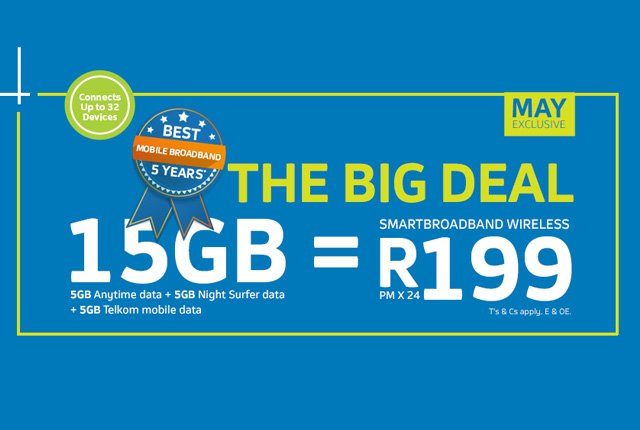 Connects
Up to 32
Devices
MAY
EXCLUSIVE
BEST
MOBILE BROADBAND
5 YEARS*
THE BIG DEAL
15GB = 
SMARTBROADBAND WIRELESS
R199
PM X 24
5GB Anytime data + 5GB Night Surfer data
+ 5GB Telkom mobile data
T's & Cs apply. E & OE.